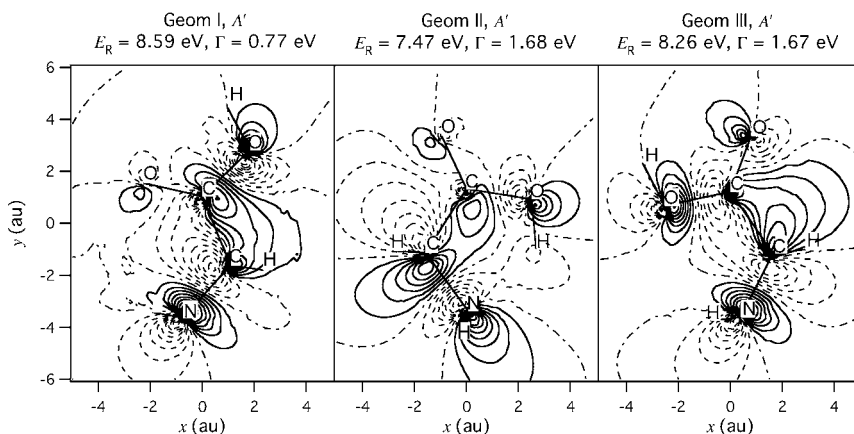 Geom I, A′
E_R = 8.59 eV, Γ = 0.77 eV
Geom II, A′
E_R = 7.47 eV, Γ = 1.68 eV
Geom III, A′
E_R = 8.26 eV, Γ = 1.67 eV
6
4
2
0
-2
-4
-6
y (au)
H
O
O
C
C
H
N
O
C
O
H
C
H
N
O
H
O
C
C
H
H
N
-4
-2
0
2
4
-4
-2
0
2
4
-4
-2
0
2
4
x (au)
x (au)
x (au)